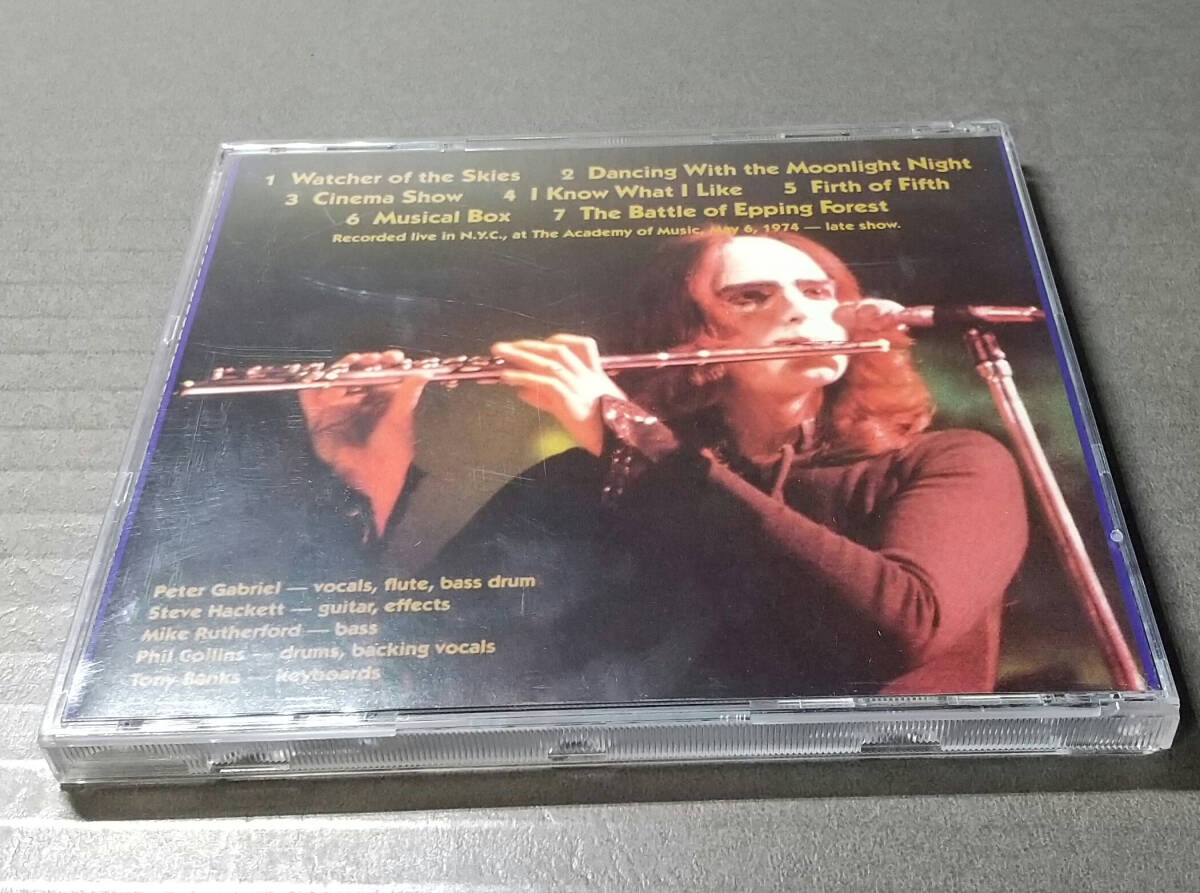 1 Watcher of the Skies 2 Dancing With the Moonlight Night
3 Cinema Show 4 I Know What I Like 5 Firth of Fifth
6 Musical Box 7 The Battle of Epping Forest
Recorded live in N.Y.C., at The Academy of Music, May 6, 1974 — late show.
Peter Gabriel — vocals, flute, bass drum
Steve Hackett — guitar, effects
Mike Rutherford — bass
Phil Collins — drums, backing vocals
Tony Banks — keyboards